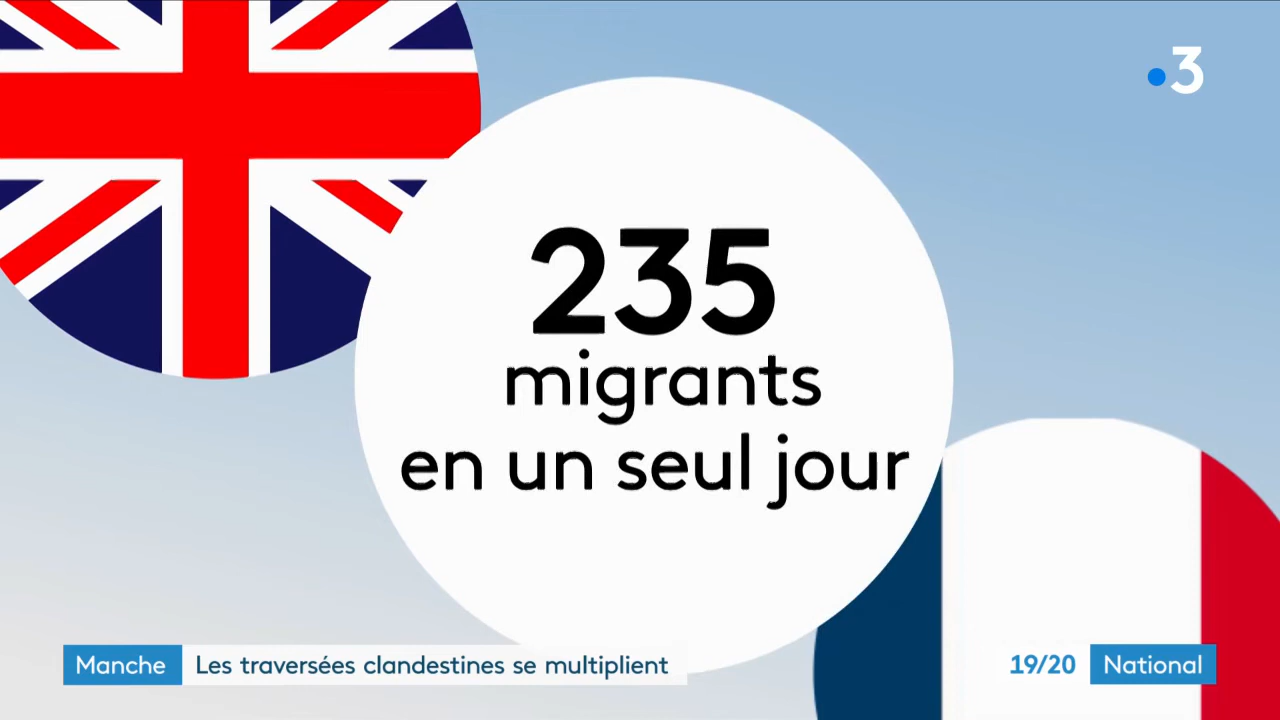 3
235
migrants
en un seul jour
Manche Les traversées clandestines se multiplient
19/20 National